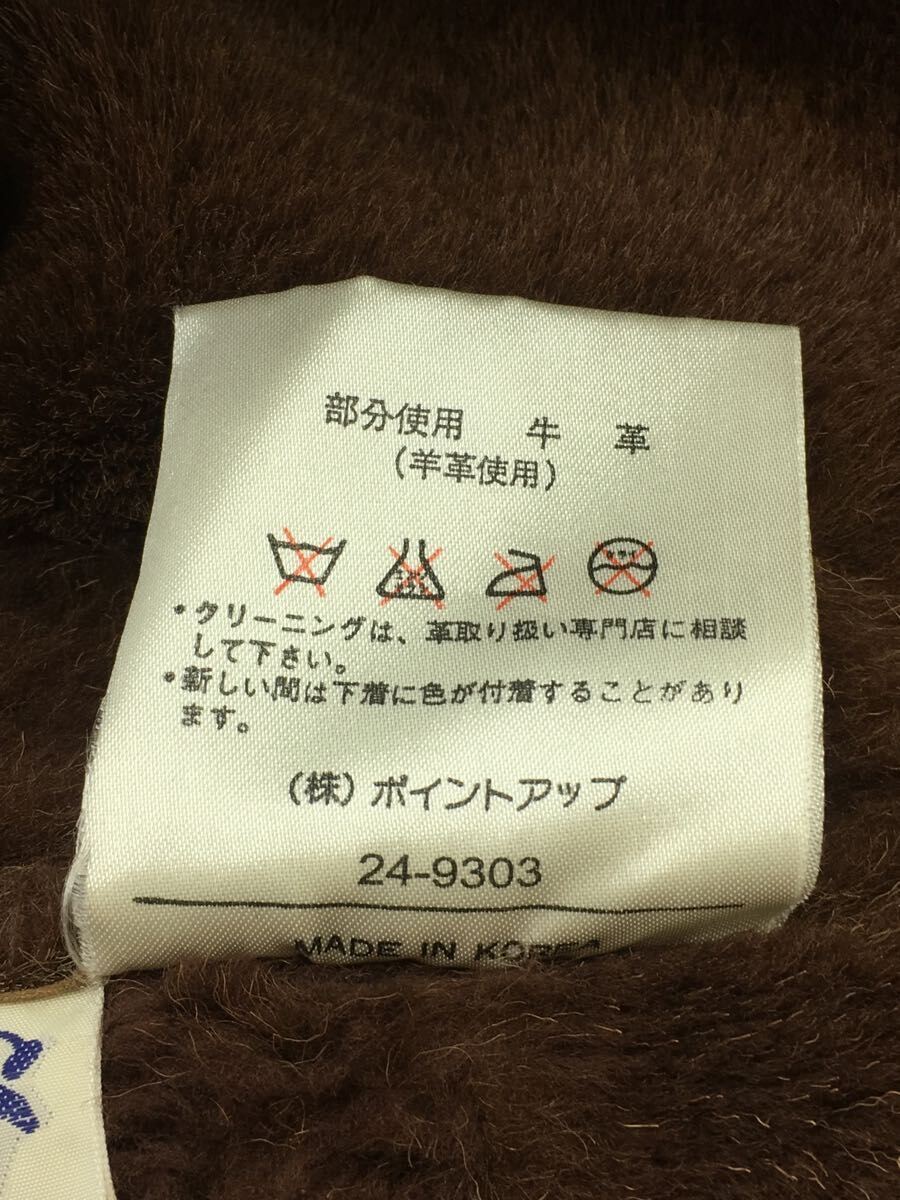 部分使用 牛 革
(羊革使用)
・クリーニングは、革取り扱い専門店に相談
して下さい。
・新しい間は下着に色が付着することがあり
ます。
(株)ポイントアップ
24-9303
MADE IN KOREA